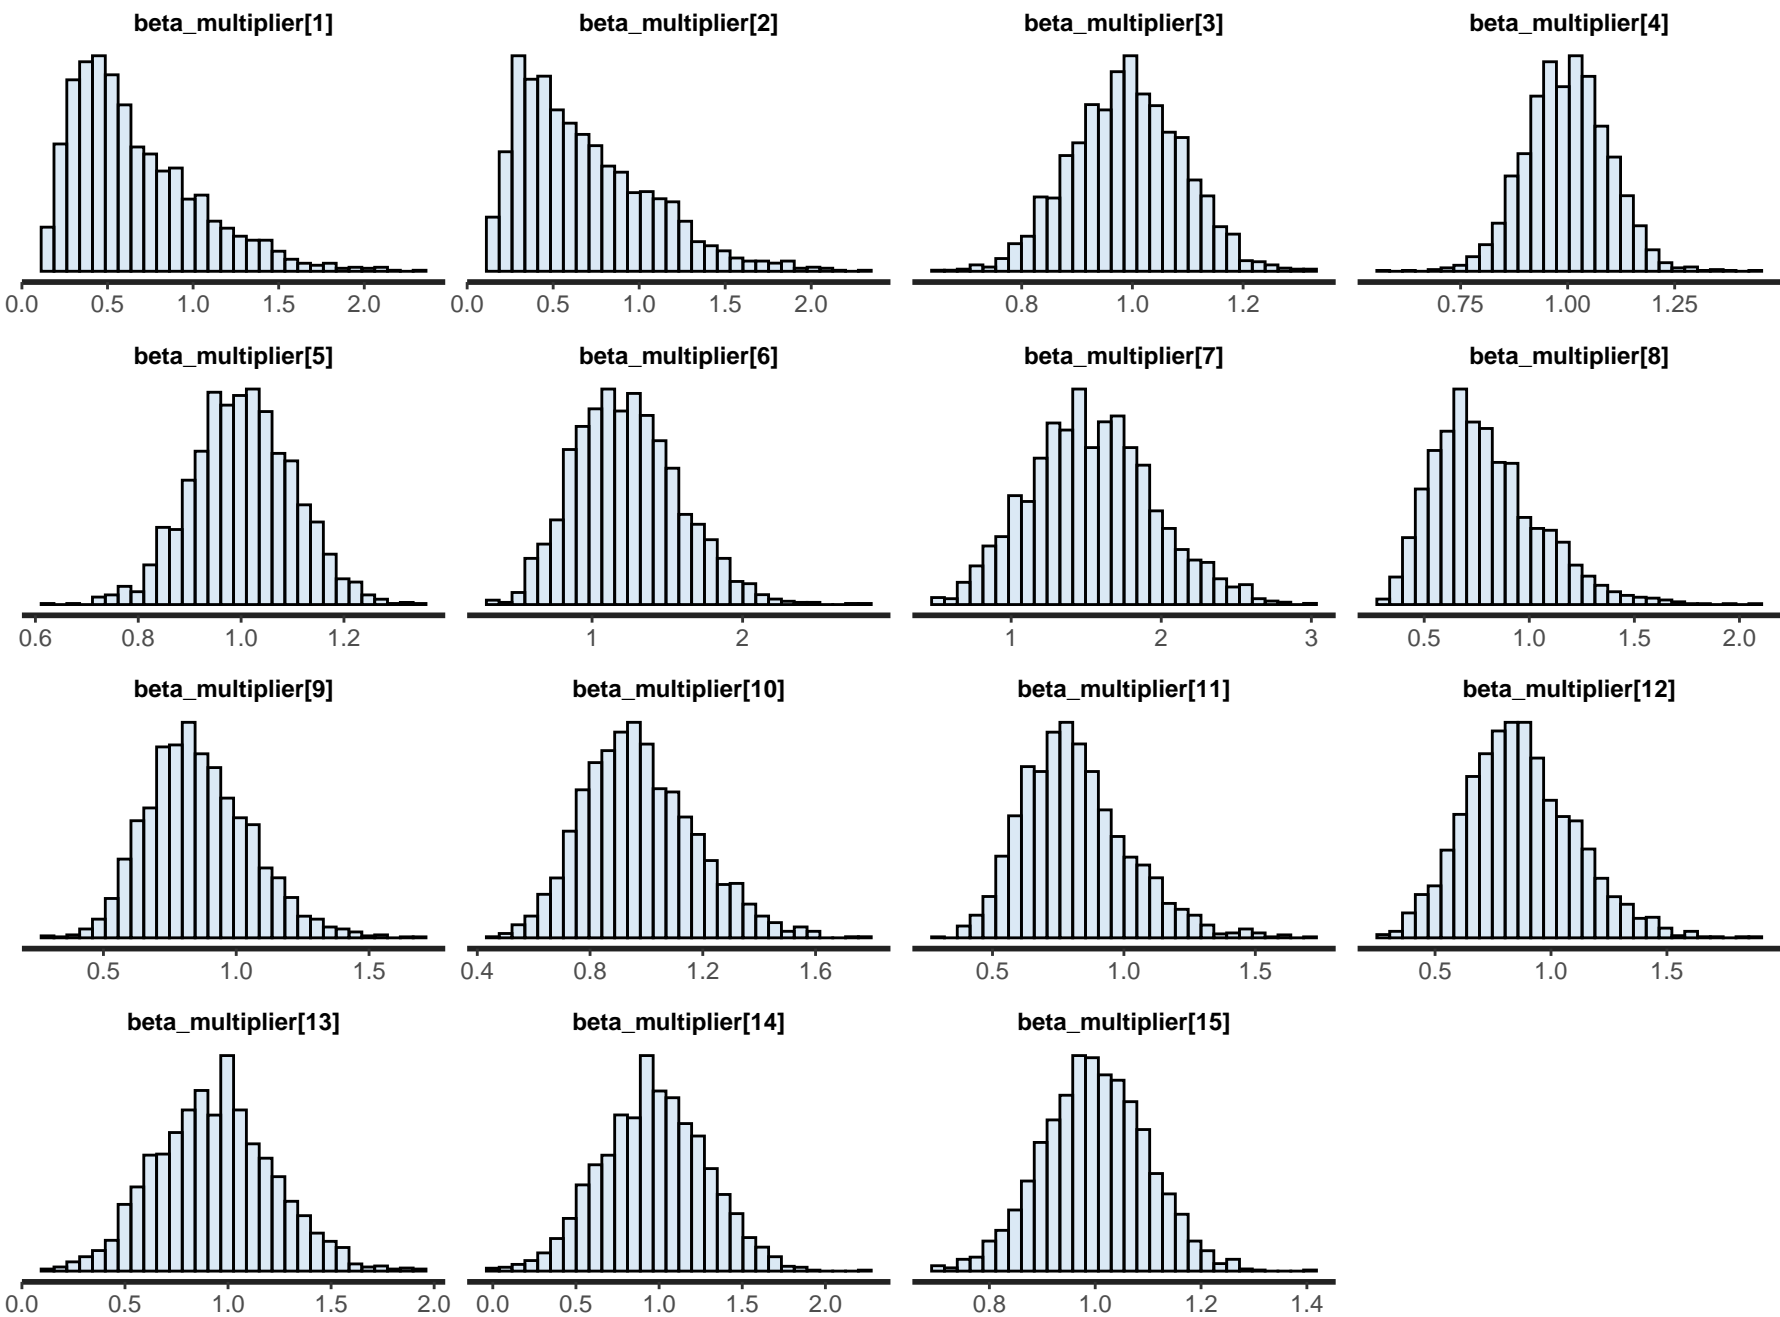 beta_multiplier[1] beta_multiplier[2] beta_multiplier[3] beta_multiplier[4]
0.0 0.5 1.0 1.5 2.0 0.0 0.5 1.0 1.5 2.0 0.8 1.0 1.2 0.75 1.00 1.25
beta_multiplier[5] beta_multiplier[6] beta_multiplier[7] beta_multiplier[8]
0.6 0.8 1.0 1.2 1 2 1 2 3 0.5 1.0 1.5 2.0
beta_multiplier[9] beta_multiplier[10] beta_multiplier[11] beta_multiplier[12]
0.5 1.0 1.5 0.4 0.8 1.2 1.6 0.5 1.0 1.5 0.5 1.0 1.5
beta_multiplier[13] beta_multiplier[14] beta_multiplier[15]
0.0 0.5 1.0 1.5 2.0 0.0 0.5 1.0 1.5 2.0 0.8 1.0 1.2 1.4